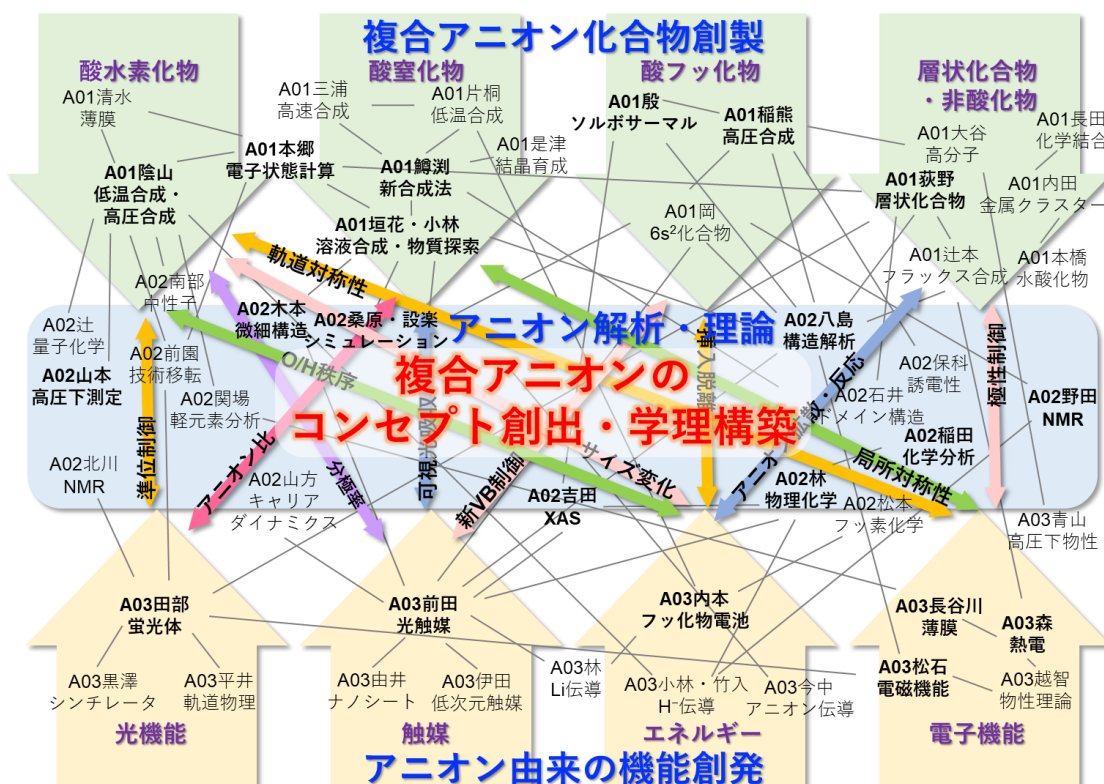 複合アニオン化合物創製
酸水素化物
酸窒化物
酸フッ化物
層状化合物
・非酸化物
A01清水
薄膜
A01三浦
高速合成
A01片桐
低温合成
A01殷
ソルボサーマル
A01稲熊
高圧合成
A01長田
化学結合
A01大谷
高分子
A01本郷
電子状態計算
A01是津
結晶育成
A01陰山
低温合成・
高圧合成
A01鱒渕
新合成法
A01荻野
層状化合物
A01内田
金属クラスター
A01垣花・小林
溶液合成・物質探索
A01岡
6s²化合物
A01辻本
フラックス合成
A01本橋
水酸化物
軌道対称性
A02南部
中性子
A02木本
微細構造
A02桑原・設楽
シミュレーション
アニオン解析・理論
A02八島
構造解析
A02辻
量子化学
A02前園
技術移転
A02山本
高圧下測定
A02関場
軽元素分析
O/H秩序
複合アニオンの
コンセプト創出・学理構築
A02保科
誘電性
A02石井
ドメイン構造
極性制御
A02野田
NMR
A02稲田
化学分析
準位制御
アニオン比
分極率
可視
新VB制御
サイズ変化
挿入脱離
アニオン拡散・反応
局所対称性
A02北川
NMR
A02山方
キャリア
ダイナミクス
A02吉田
XAS
A02林
物理化学
A02松本
フッ素化学
A03青山
高圧下物性
A03田部
蛍光体
A03前田
光触媒
A03内本
フッ化物電池
A03長谷川
薄膜
A03森
熱電
A03黒澤
シンチレータ
A03平井
軌道物理
A03由井
ナノシート
A03伊田
低次元触媒
A03林
Li伝導
A03小林・竹入
H⁻伝導
A03今中
アニオン伝導
A03松石
電磁機能
A03越智
物性理論
光機能
触媒
エネルギー
電子機能
アニオン由来の機能創発